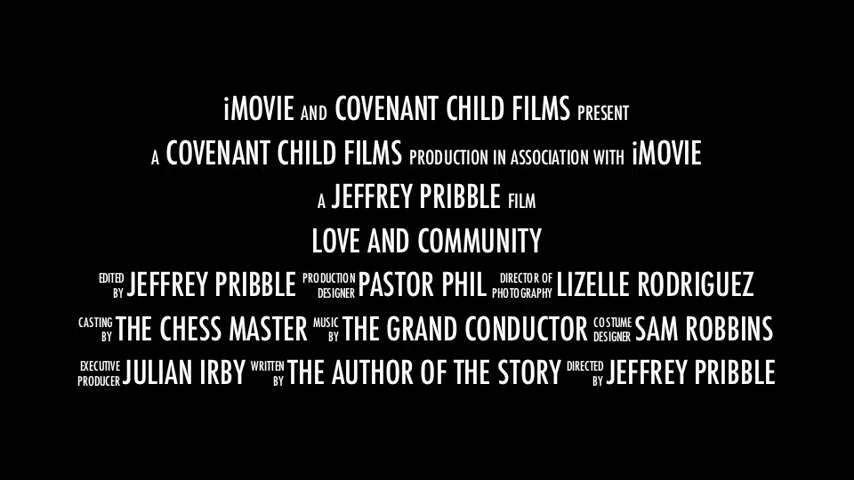 iMOVIE AND COVENANT CHILD FILMS PRESENT
A COVENANT CHILD FILMS PRODUCTION IN ASSOCIATION WITH iMOVIE
A JEFFREY PRIBBLE FILM
LOVE AND COMMUNITY
EDITED BY JEFFREY PRIBBLE PRODUCTION DESIGNER PASTOR PHIL DIRECTOR OF PHOTOGRAPHY LIZELLE RODRIGUEZ
CASTING BY THE CHESS MASTER MUSIC BY THE GRAND CONDUCTOR COSTUME DESIGNER SAM ROBBINS
EXECUTIVE PRODUCER JULIAN IRBY WRITTEN BY THE AUTHOR OF THE STORY DIRECTED BY JEFFREY PRIBBLE